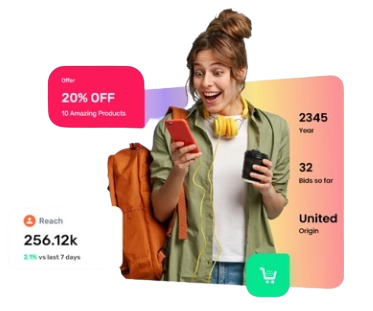 Offer
20% OFF
10 Amazing Products
2345
Year
32
Bids so far
United
Origin
Reach
256.12k
2.1% vs last 7 days